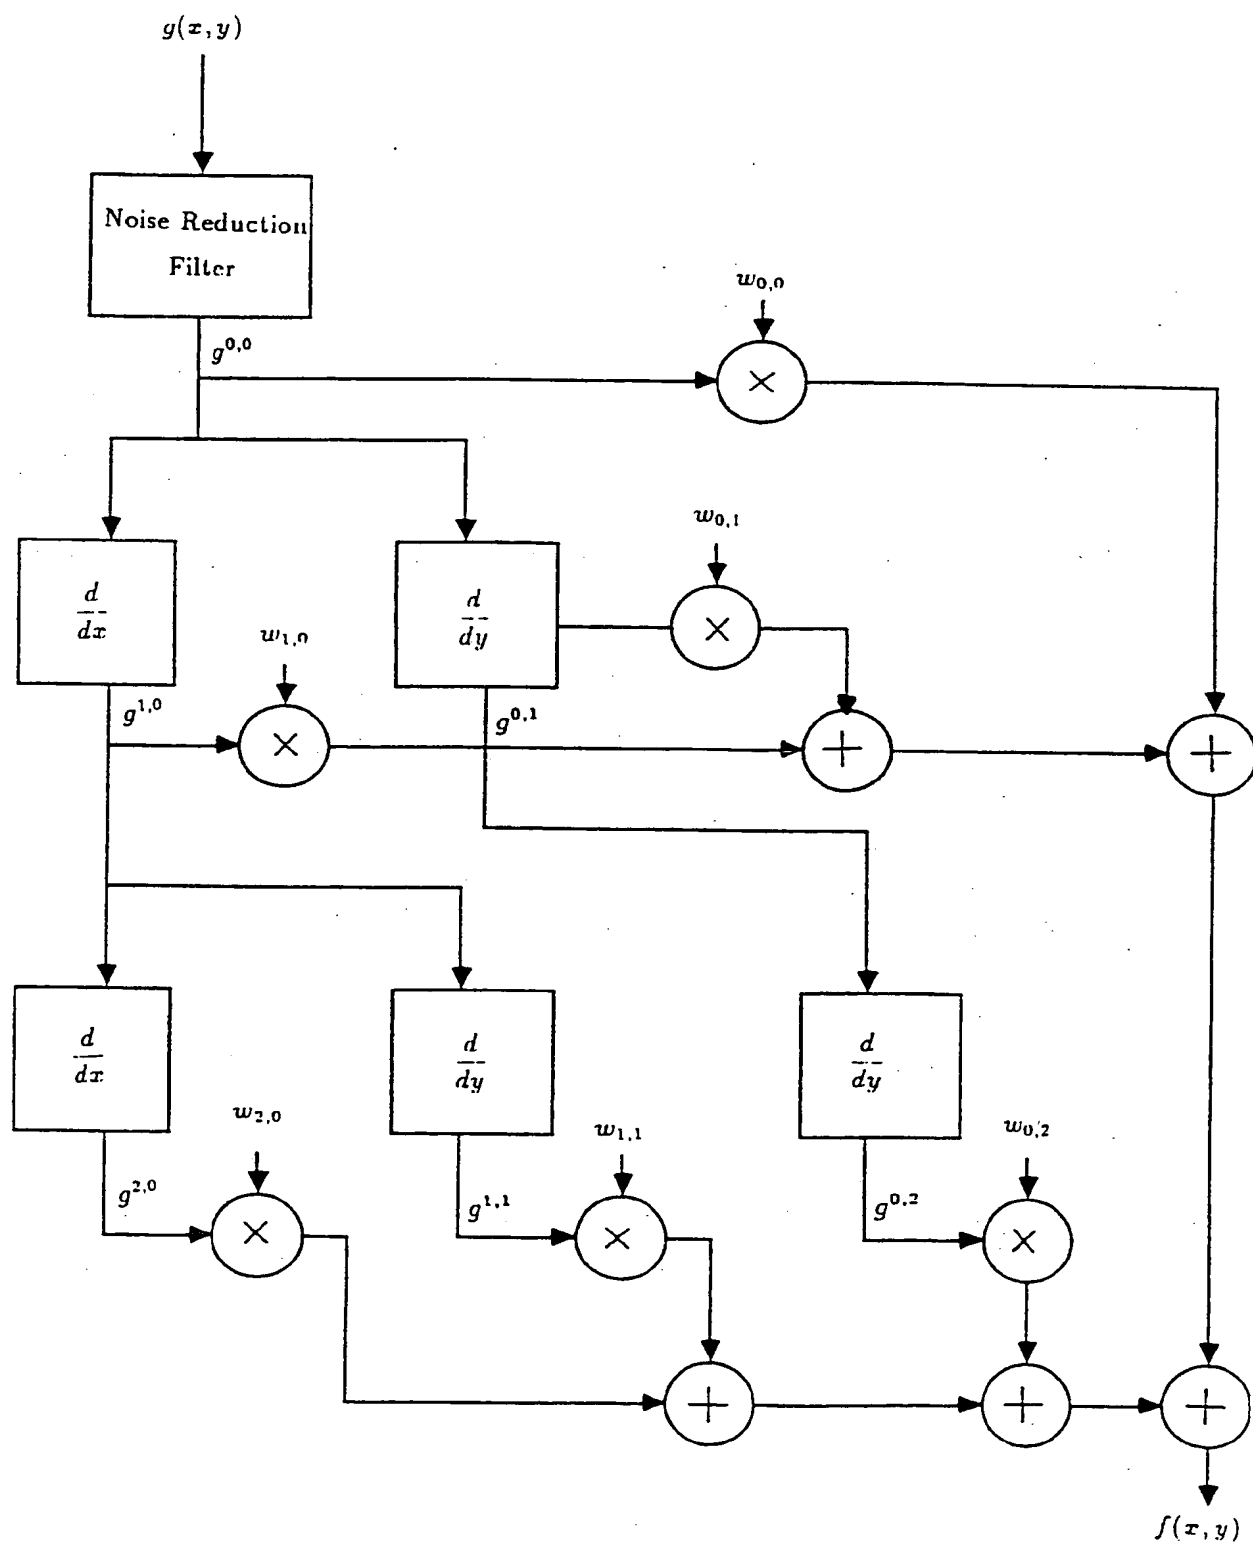 g(x, y)
Noise Reduction
Filter
g^{0,0}
w_{0,0}
×
w_{0,1}
d
dx
d
dy
×
w_{1,0}
g^{1,0}
g^{0,1}
×
+
+
d
dx
d
dy
d
dy
w_{2,0}
w_{1,1}
w_{0,2}
g^{2,0}
g^{1,1}
g^{0,2}
×
×
×
+
+
+
f(x, y)